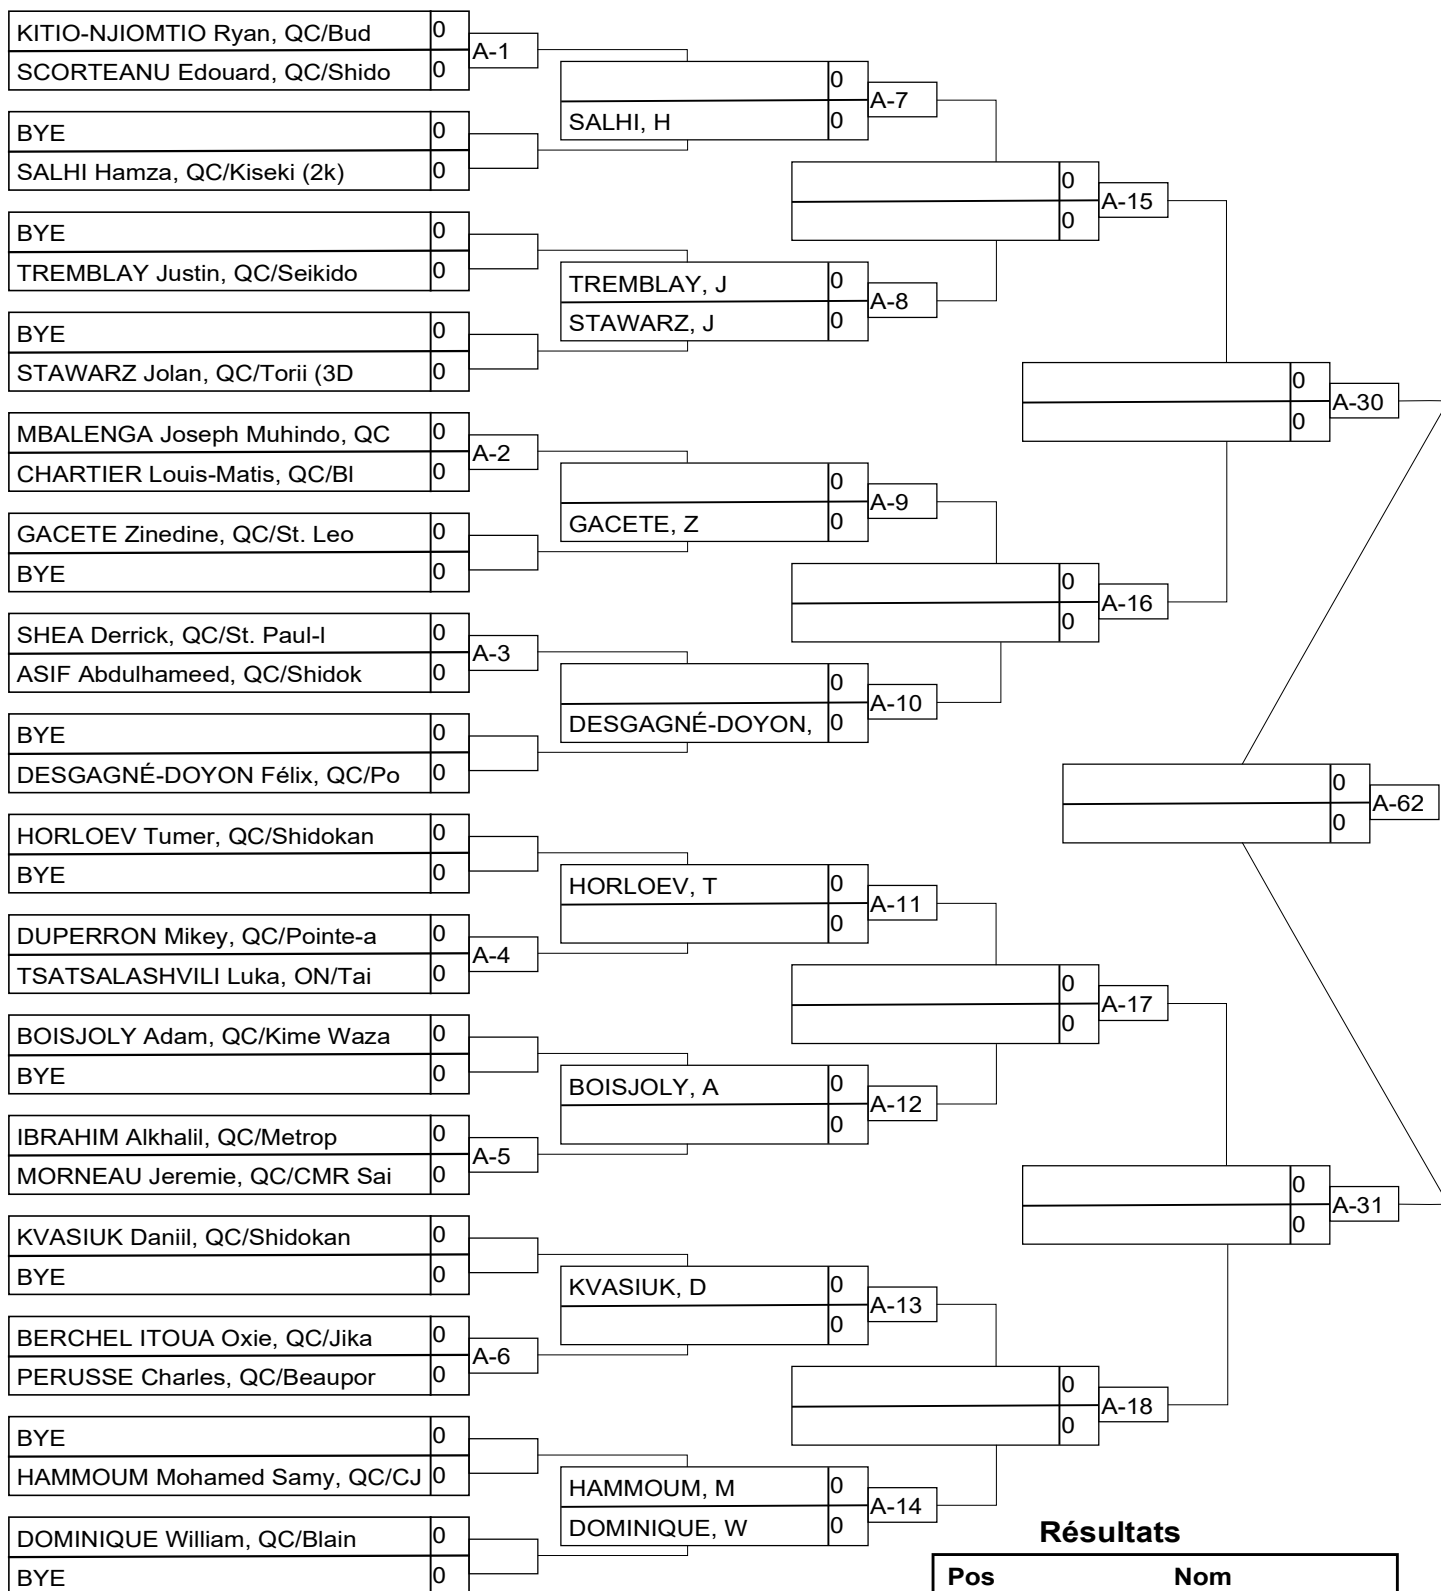 KITIO-NJIOMTIO Ryan, QC/Bud 0
SCORTEANU Edouard, QC/Shido 0
A-1
BYE 0
SALHI Hamza, QC/Kiseki (2k) 0
BYE 0
TREMBLAY Justin, QC/Seikido 0
BYE 0
STAWARZ Jolan, QC/Torii (3D 0
MBALENGA Joseph Muhindo, QC 0
CHARTIER Louis-Matis, QC/Bl 0
A-2
GACETE Zinedine, QC/St. Leo 0
BYE 0
SHEA Derrick, QC/St. Paul-l 0
ASIF Abdulhameed, QC/Shidok 0
A-3
BYE 0
DESGAGNÉ-DOYON Félix, QC/Po 0
HORLOEV Tumer, QC/Shidokan 0
BYE 0
DUPERRON Mikey, QC/Pointe-a 0
TSATSALASHVILI Luka, ON/Tai 0
A-4
BOISJOLY Adam, QC/Kime Waza 0
BYE 0
IBRAHIM Alkhalil, QC/Metrop 0
MORNEAU Jeremie, QC/CMR Sai 0
A-5
KVASIUK Daniil, QC/Shidokan 0
BYE 0
BERCHEL ITOUA Oxie, QC/Jika 0
PERUSSE Charles, QC/Beaupor 0
A-6
BYE 0
HAMMOUM Mohamed Samy, QC/CJ 0
DOMINIQUE William, QC/Blain 0
BYE 0
0
SALHI, H 0
A-7
TREMBLAY, J 0
STAWARZ, J 0
A-8
0
GACETE, Z 0
A-9
0
DESGAGNÉ-DOYON, 0
A-10
HORLOEV, T 0
0
A-11
BOISJOLY, A 0
0
A-12
KVASIUK, D 0
0
A-13
HAMMOUM, M 0
DOMINIQUE, W 0
A-14
0
0
A-15
0
0
A-16
0
0
A-17
0
0
A-18
0
0
A-30
0
0
A-31
0
0
A-62
Résultats
Pos Nom